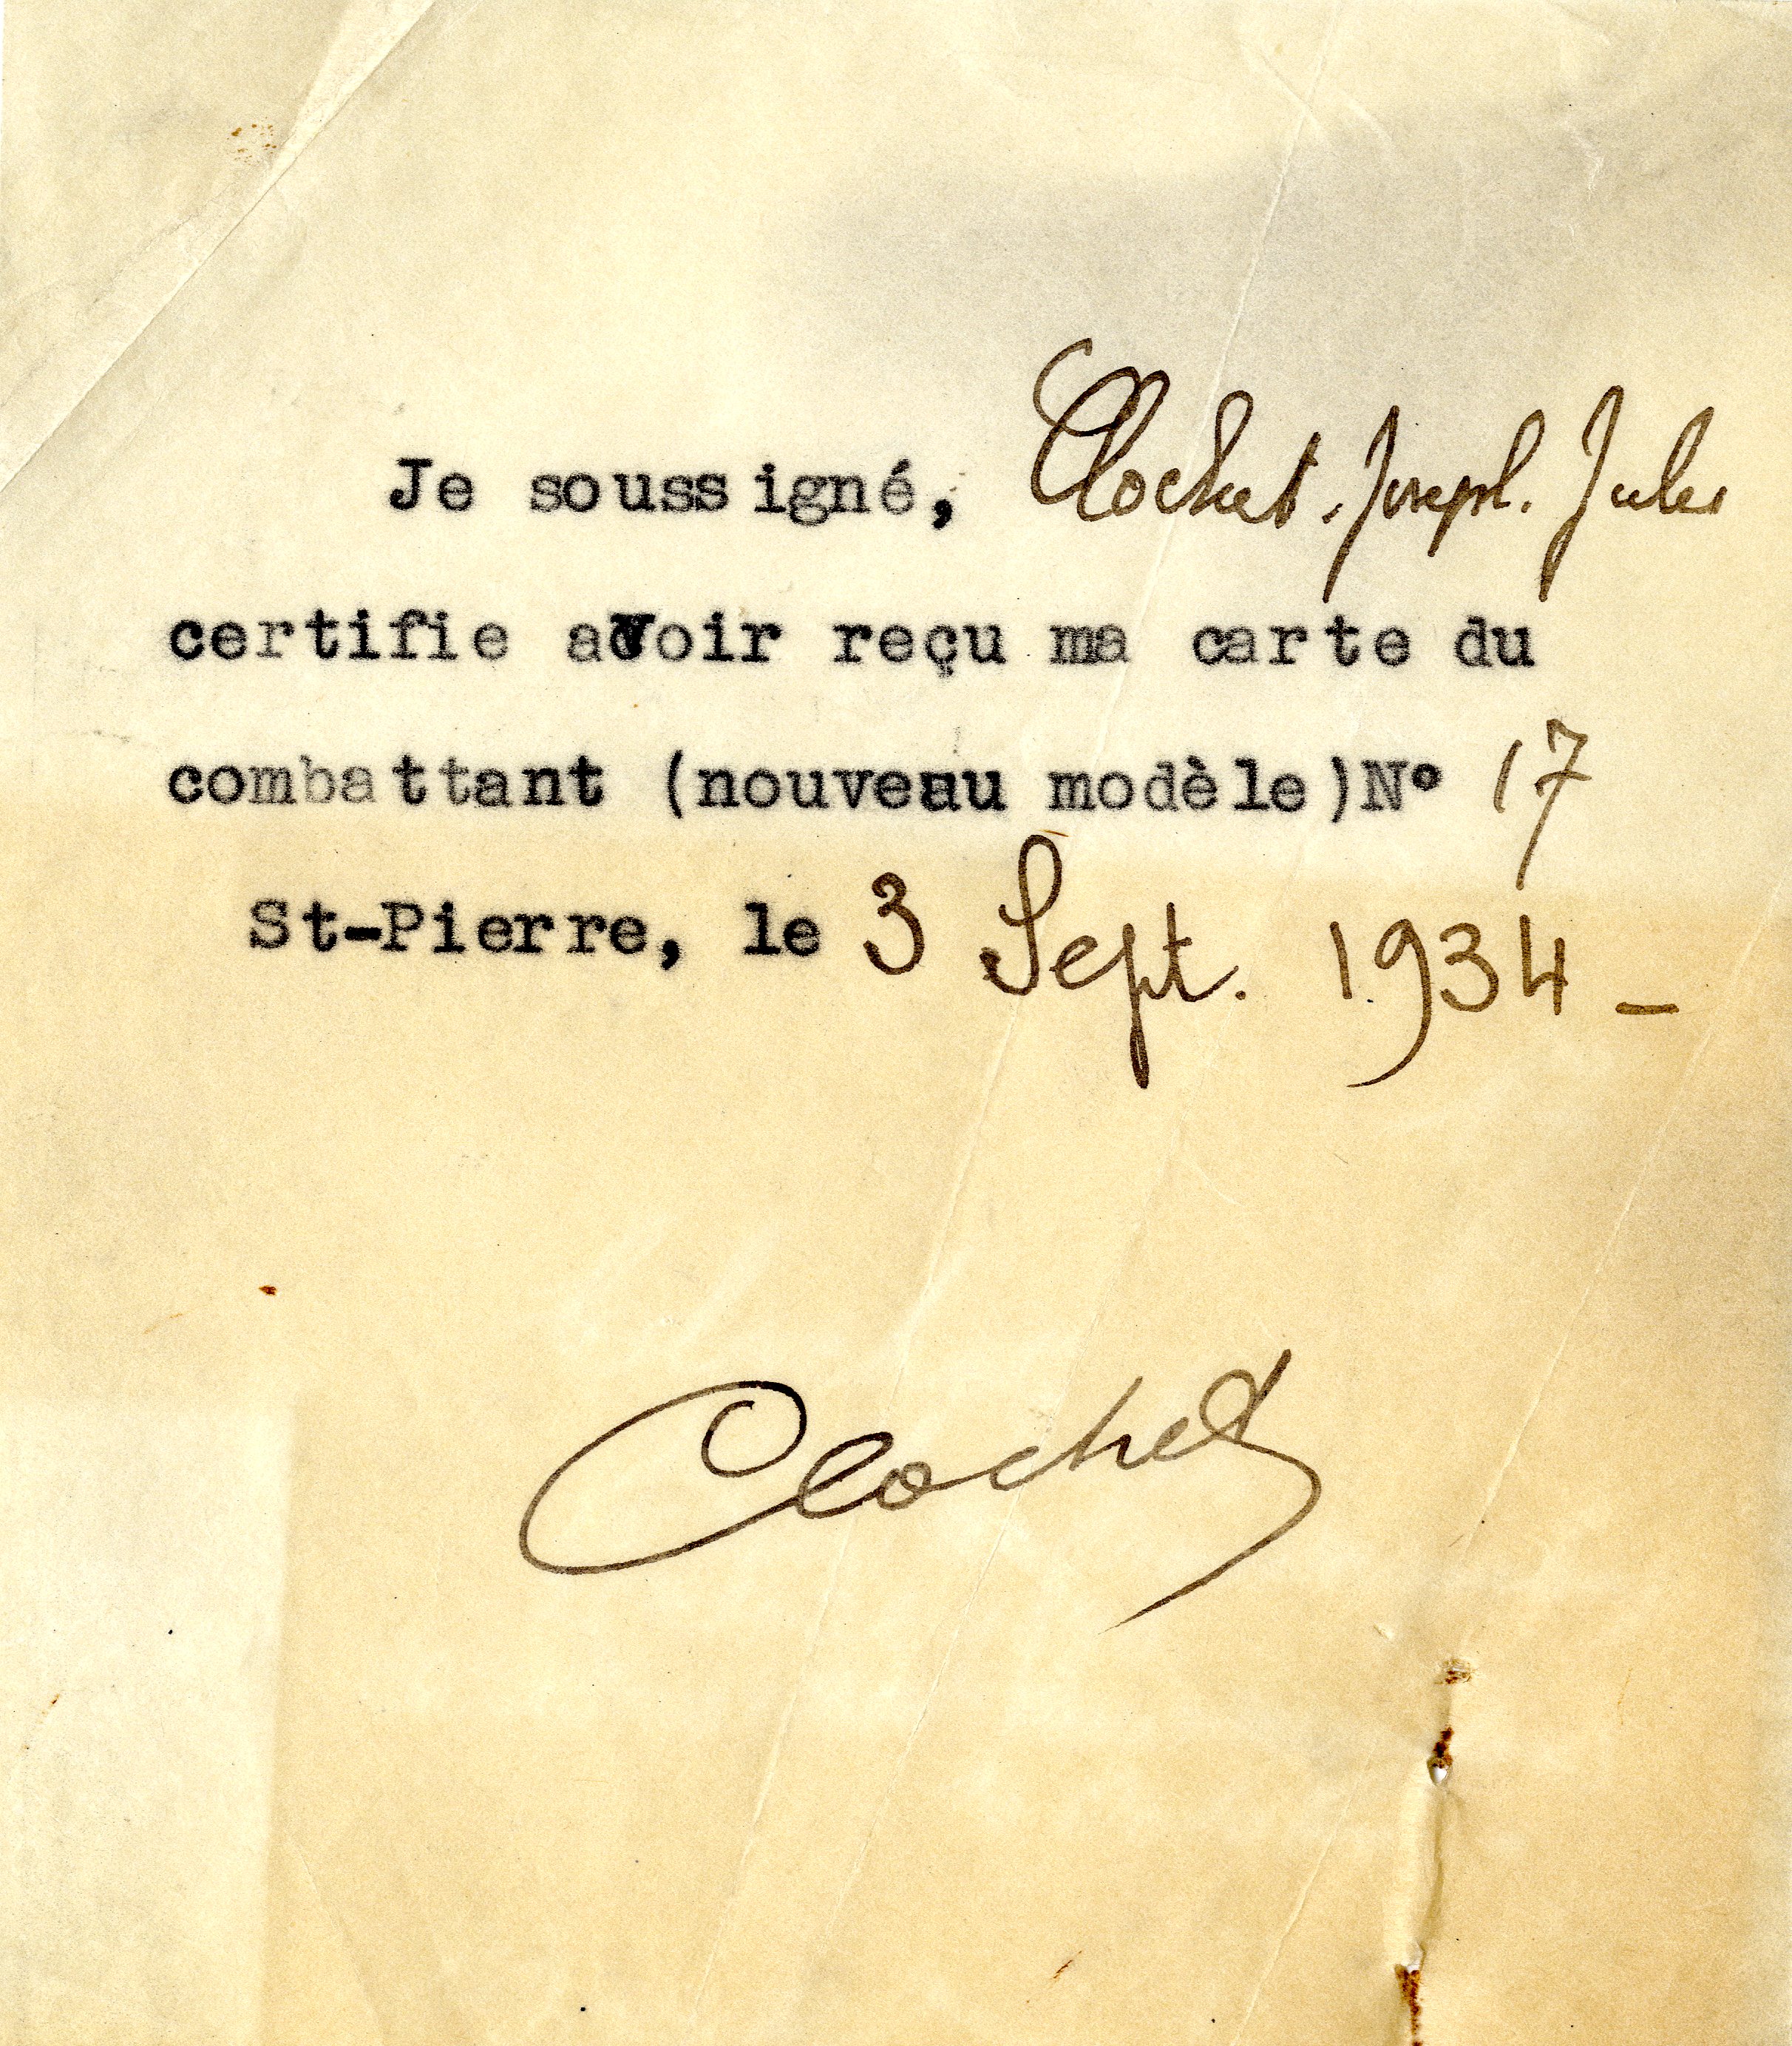 Je soussigné, Clochet. Joseph. Jules
certifie avoir reçu ma carte du
combattant (nouveau modèle)N° 17
St-Pierre, le 3 Sept. 1934 -
Clochet